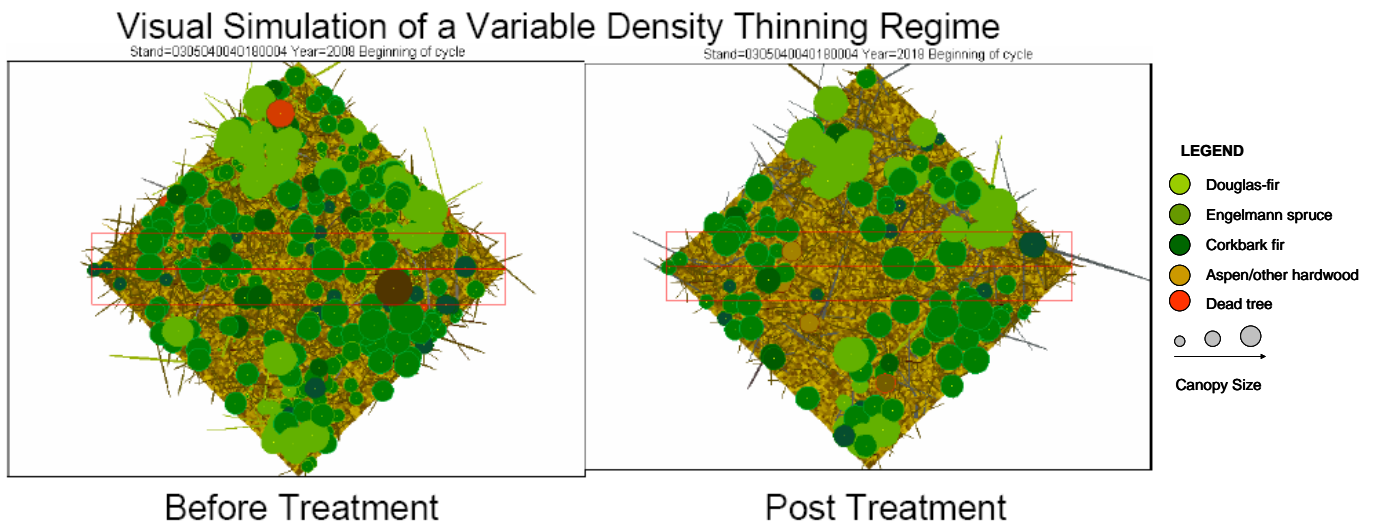 Visual Simulation of a Variable Density Thinning Regime
Stand=0305040040180004 Year=2008 Beginning of cycle
Stand=0305040040180004 Year=2018 Beginning of cycle
LEGEND
Douglas-fir
Engelmann spruce
Corkbark fir
Aspen/other hardwood
Dead tree
Canopy Size
Before Treatment
Post Treatment